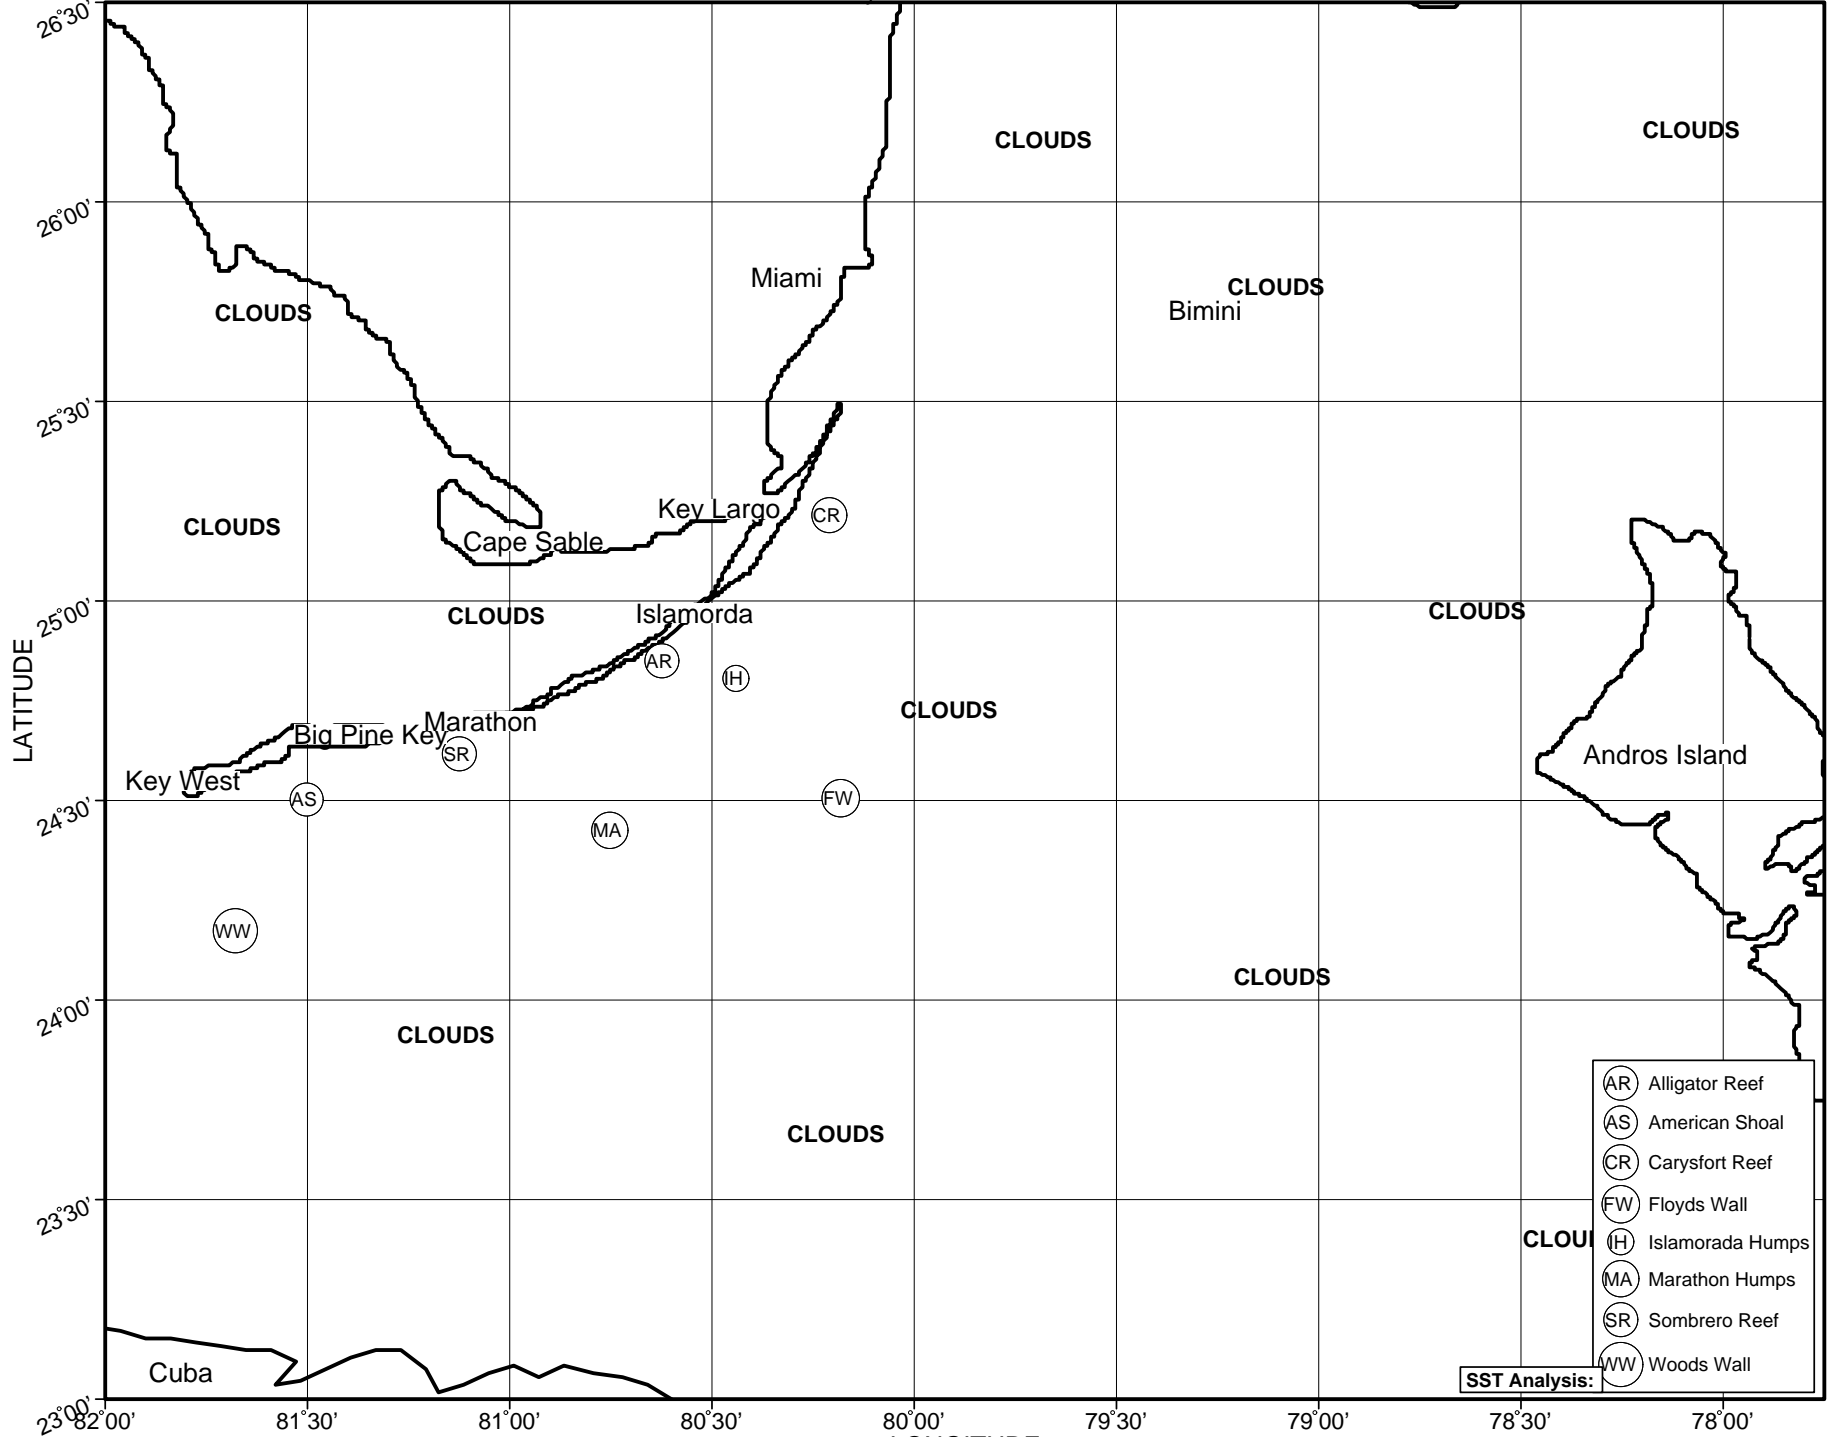 26°30'
CLOUDS
CLOUDS
26°00'
Miami
CLOUDS
Bimini
CLOUDS
25°30'
Key Largo
CR
CLOUDS
Cape Sable
25°00'
CLOUDS
Islamorda
CLOUDS
AR
IH
LATITUDE
CLOUDS
Marathon
Big Pine Key
SR
Andros Island
Key West
AS
FW
24°30'
MA
WW
CLOUDS
24°00'
CLOUDS
CLOUDS
23°30'
CLOU
AR Alligator Reef
AS American Shoal
CR Carysfort Reef
FW Floyds Wall
IH Islamorada Humps
MA Marathon Humps
SR Sombrero Reef
WW Woods Wall
Cuba
SST Analysis:
23°00'
82°00'
81°30'
81°00'
80°30'
80°00'
79°30'
79°00'
78°30'
78°00'